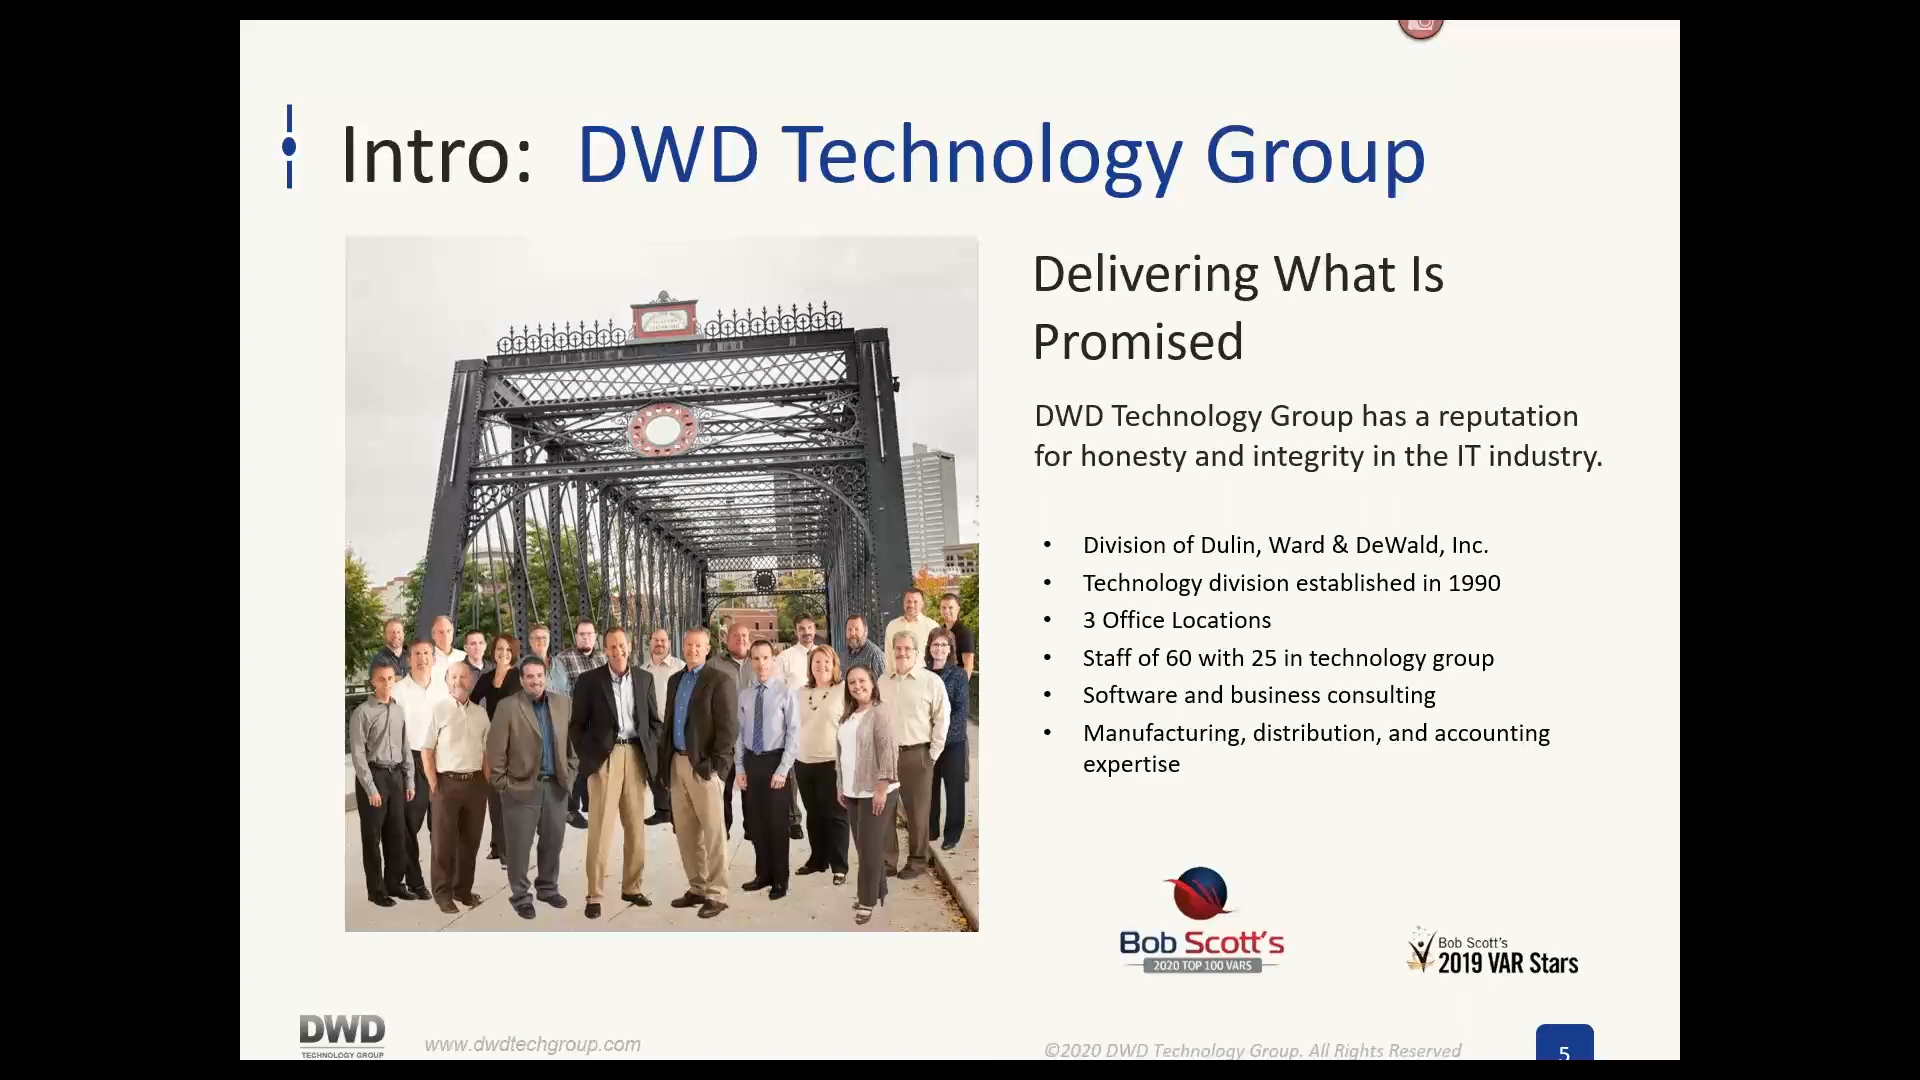 Intro: DWD Technology Group
Delivering What Is
Promised
DWD Technology Group has a reputation
for honesty and integrity in the IT industry.
• Division of Dulin, Ward & DeWald, Inc.
• Technology division established in 1990
• 3 Office Locations
• Staff of 60 with 25 in technology group
• Software and business consulting
• Manufacturing, distribution, and accounting
expertise
Bob Scott's
2020 TOP 100 VARS
Bob Scott's
2019 VAR Stars
DWD
TECHNOLOGY GROUP
www.dwdtechgroup.com
©2020 DWD Technology Group. All Rights Reserved
5